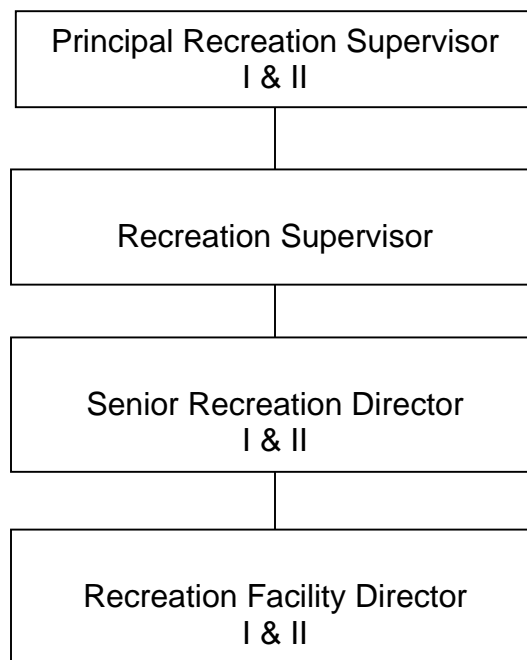 Principal Recreation Supervisor
I & II
Recreation Supervisor
Senior Recreation Director
I & II
Recreation Facility Director
I & II